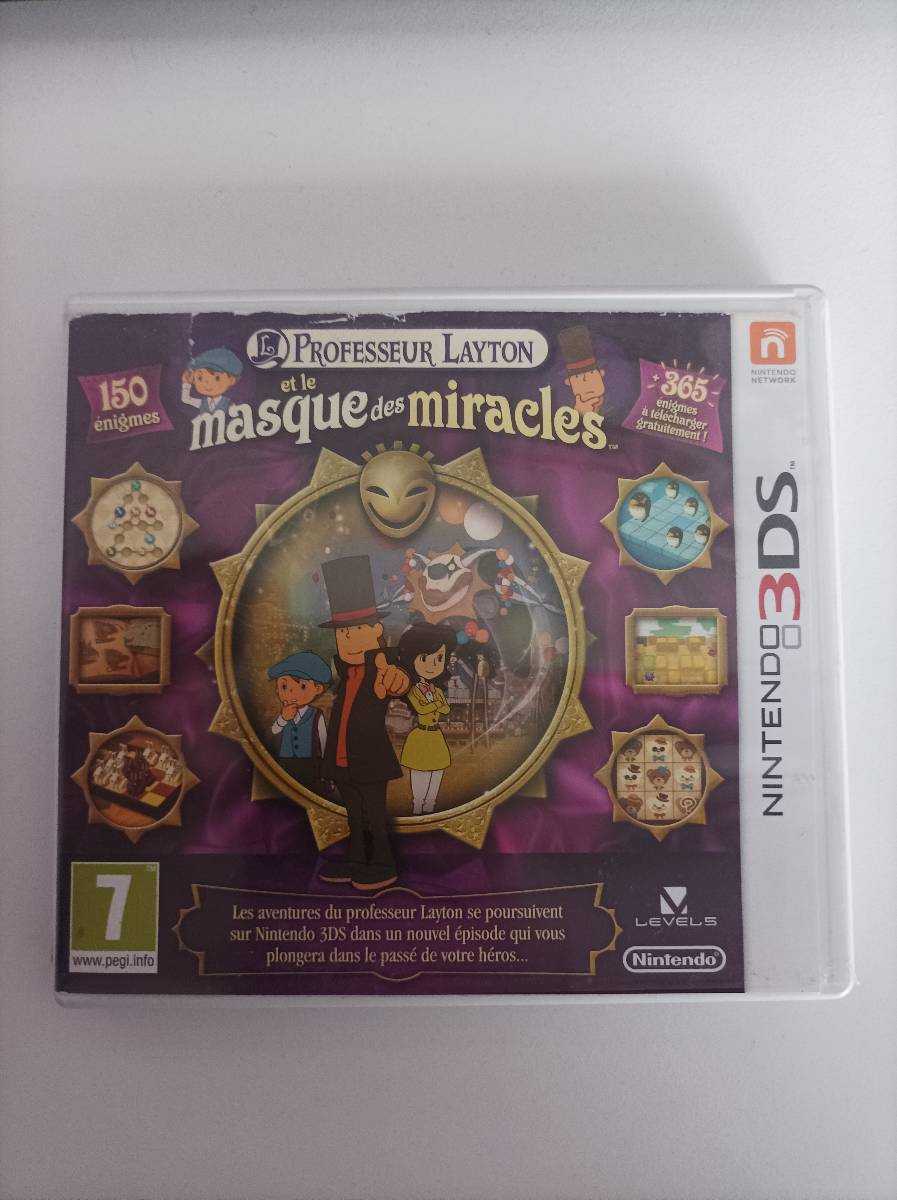 L PROFESSEUR LAYTON
et le
masque des miracles™
150
énigmes
+ 365
énigmes
à télécharger
gratuitement !
NINTENDO
NETWORK
NINTENDO 3DS™
7
www.pegi.info
Les aventures du professeur Layton se poursuivent
sur Nintendo 3DS dans un nouvel épisode qui vous
plongera dans le passé de votre héros...
LEVEL5
Nintendo®